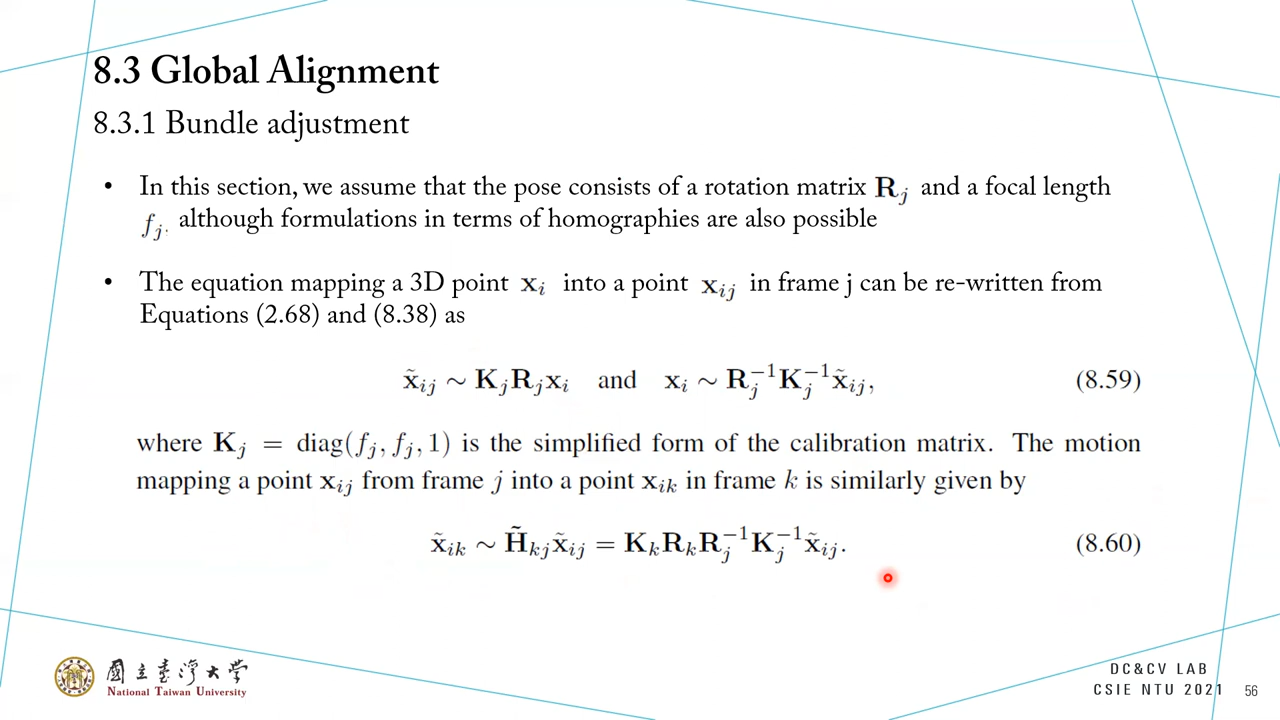 8.3 Global Alignment
8.3.1 Bundle adjustment
• In this section, we assume that the pose consists of a rotation matrix R_j and a focal length
f_j, although formulations in terms of homographies are also possible
• The equation mapping a 3D point x_i into a point x_ij in frame j can be re-written from
Equations (2.68) and (8.38) as
x̃_ij ~ K_j R_j x_i and x_i ~ R_j^{-1} K_j^{-1} x̃_ij, (8.59)
where K_j = diag(f_j, f_j, 1) is the simplified form of the calibration matrix. The motion
mapping a point x_ij from frame j into a point x_ik in frame k is similarly given by
x̃_ik ~ H̃_kj x̃_ij = K_k R_k R_j^{-1} K_j^{-1} x̃_ij. (8.60)
國立臺灣大學
National Taiwan University
DC&CV LAB
CSIE NTU 2021
56